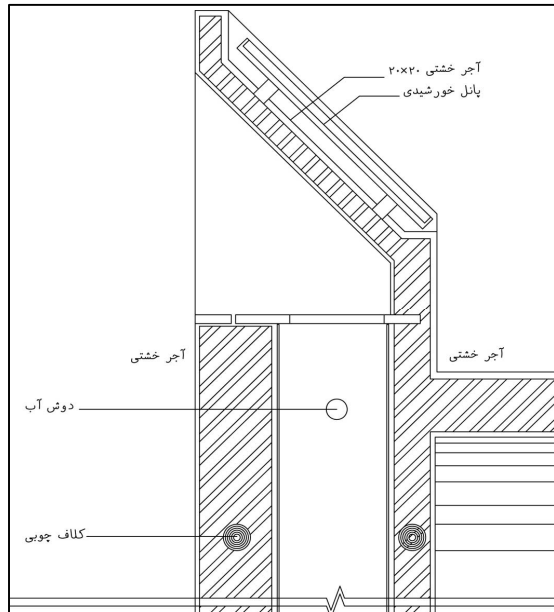 آجر خشتی ۲۰×۲۰
پانل خورشیدی
آجر خشتی
آجر خشتی
دوش آب
کلاف چوبی